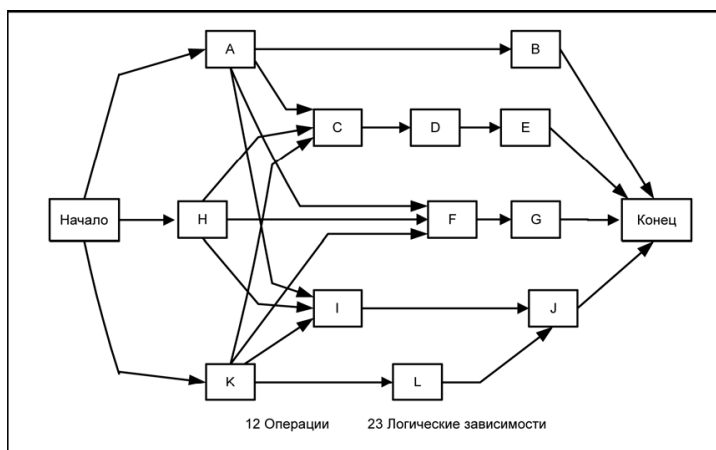 A B
C D E
Начало H F G Конец
I J
K L
12 Операции 23 Логические зависимости